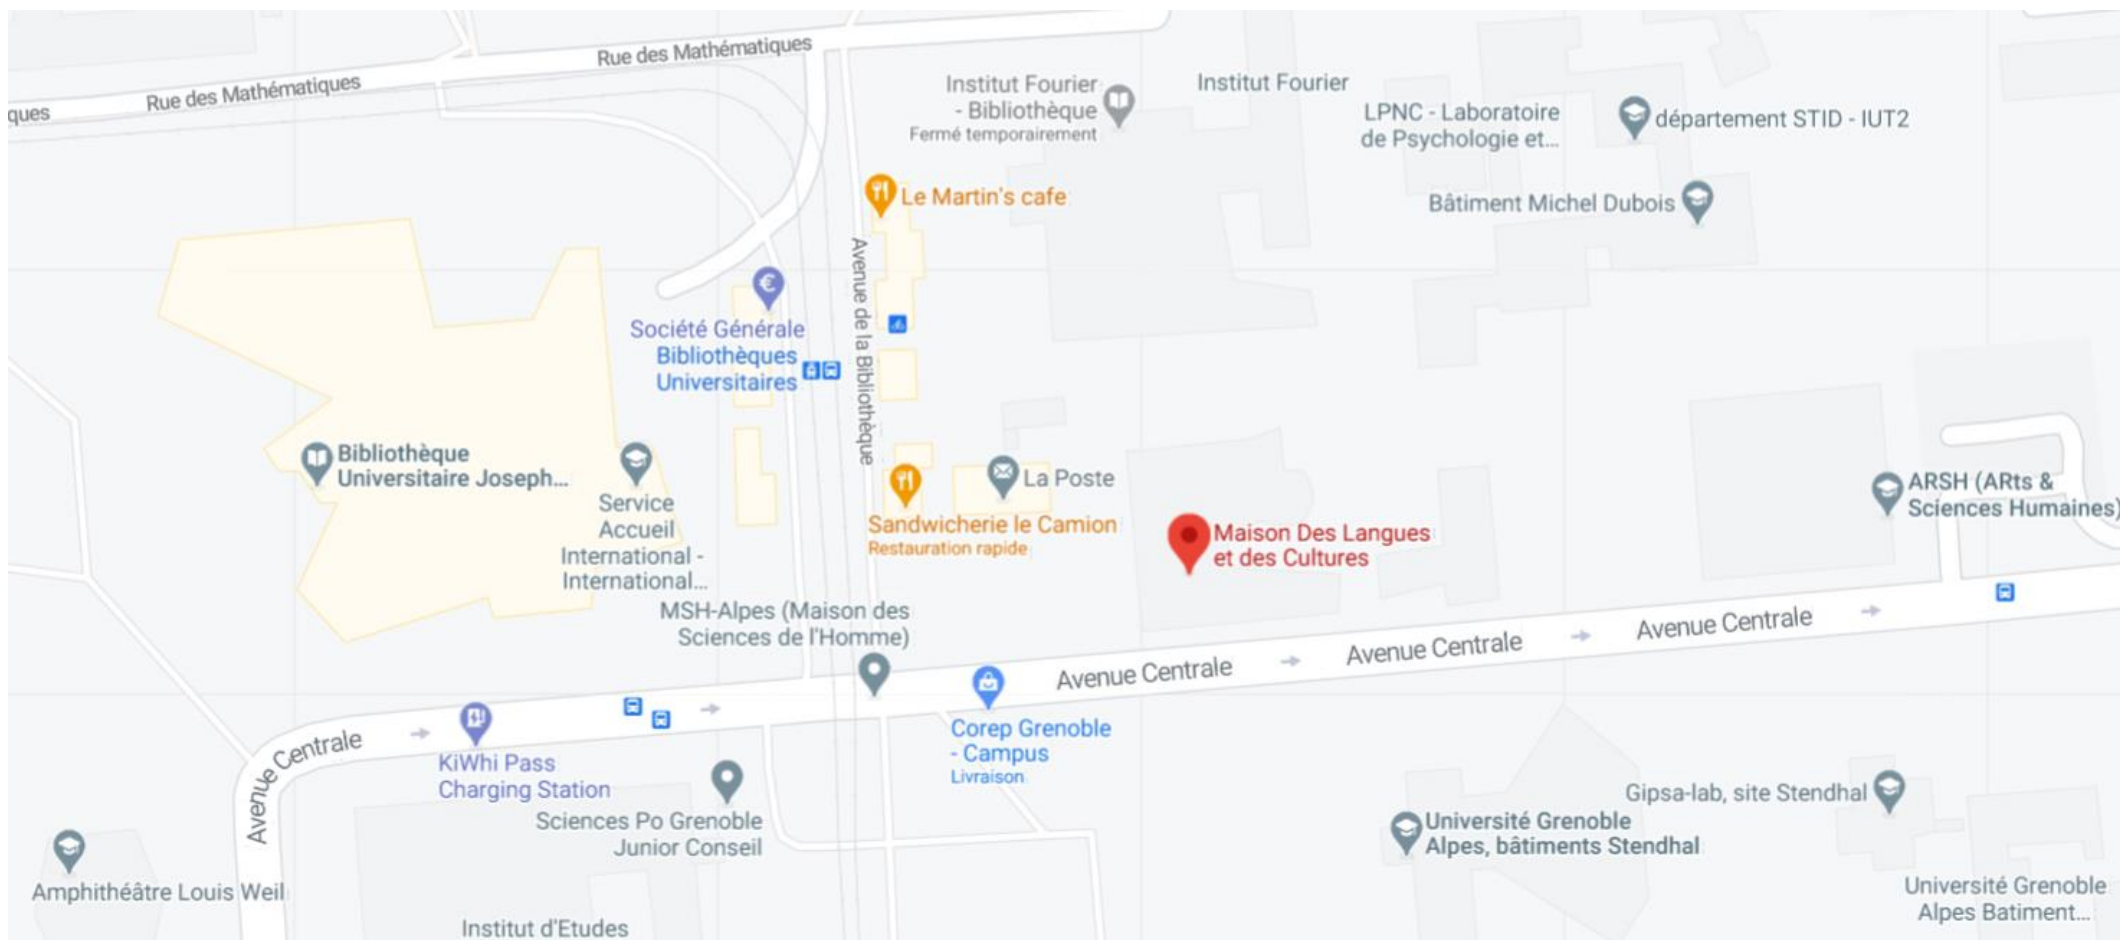 Rue des Mathématiques
Rue des Mathématiques
ques
Institut Fourier
- Bibliothèque
Fermé temporairement
Institut Fourier
LPNC - Laboratoire
de Psychologie et...
département STID - IUT2
Bâtiment Michel Dubois
Le Martin's cafe
Avenue de la Bibliothèque
Société Générale
Bibliothèques
Universitaires
Bibliothèque
Universitaire Joseph...
Service
Accueil
International -
International...
La Poste
Sandwicherie le Camion
Restauration rapide
Maison Des Langues
et des Cultures
ARSH (ARts &
Sciences Humaines)
MSH-Alpes (Maison des
Sciences de l'Homme)
Avenue Centrale
Avenue Centrale
Avenue Centrale
Avenue Centrale
KiWhi Pass
Charging Station
Corep Grenoble
- Campus
Livraison
Sciences Po Grenoble
Junior Conseil
Gipsa-lab, site Stendhal
Université Grenoble
Alpes, bâtiments Stendhal
Amphithéâtre Louis Weil
Université Grenoble
Alpes Batiment...
Institut d'Etudes